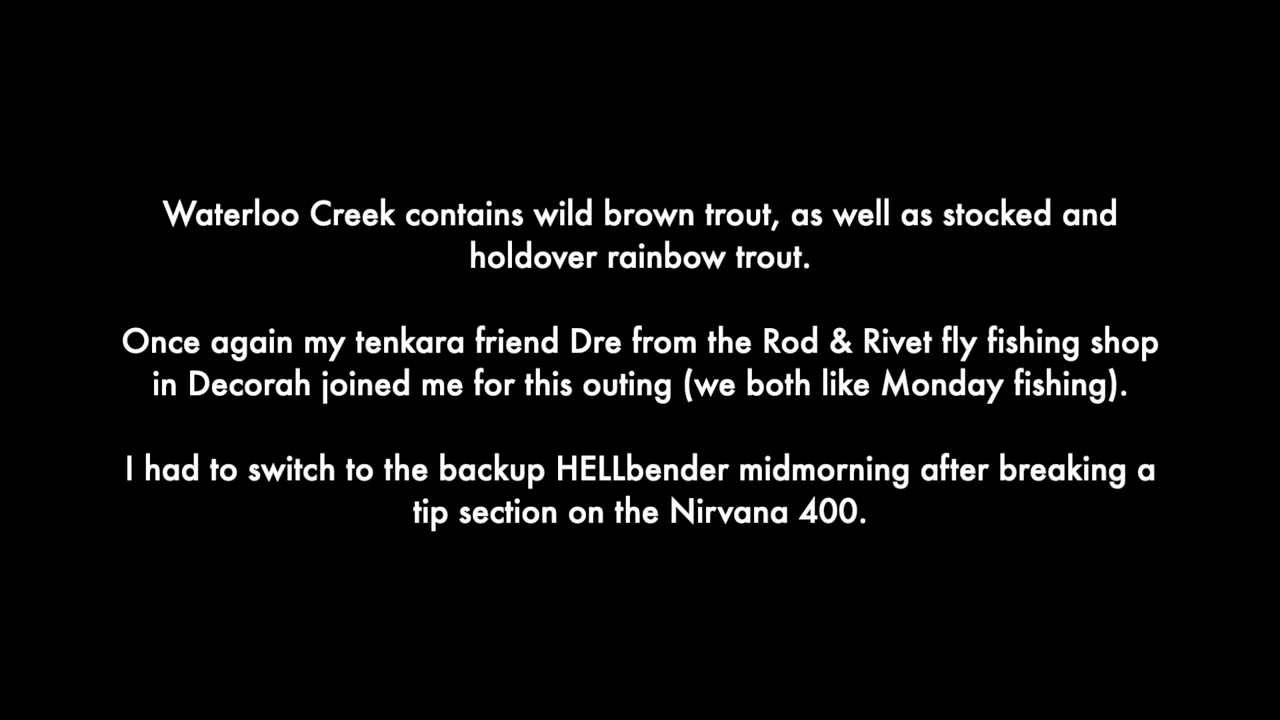 Waterloo Creek contains wild brown trout, as well as stocked and
holdover rainbow trout.
Once again my tenkara friend Dre from the Rod & Rivet fly fishing shop
in Decorah joined me for this outing (we both like Monday fishing).
I had to switch to the backup HELLbender midmorning after breaking a
tip section on the Nirvana 400.